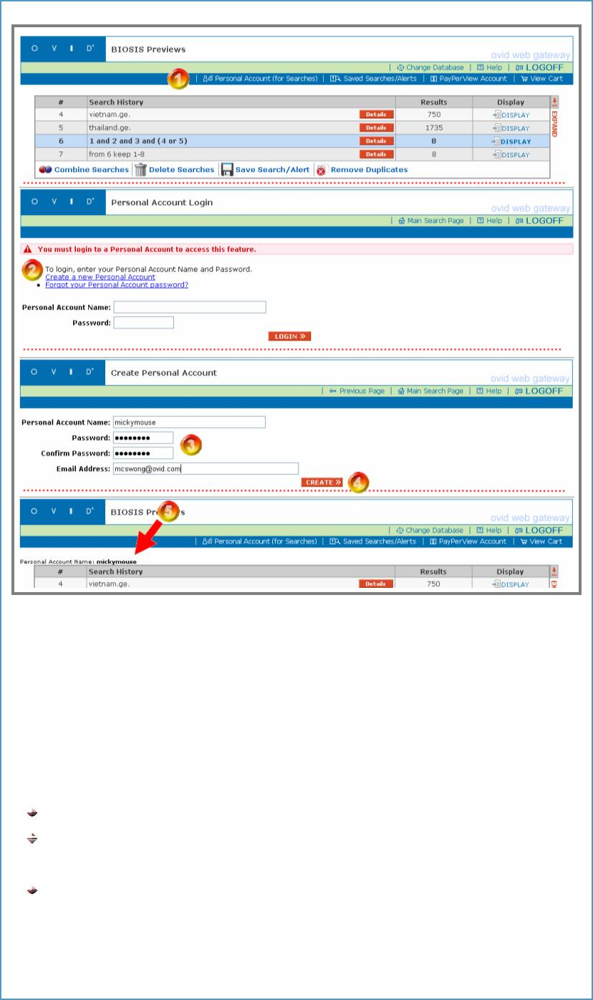 O V I D® BIOSIS Previews
ovid web gateway
| Change Database | Help | LOGOFF
1 | Personal Account (for Searches) | Saved Searches/Alerts | PayPerView Account | View Cart
# Search History Results Display
4 vietnam.ge. Details 750 DISPLAY
5 thailand.ge. Details 1735 DISPLAY
6 1 and 2 and 3 and (4 or 5) Details 8 DISPLAY
7 from 6 keep 1-8 Details 8 DISPLAY
EXPAND
Combine Searches Delete Searches Save Search/Alert Remove Duplicates
O V I D® Personal Account Login
ovid web gateway
| Main Search Page | Help | LOGOFF
You must login to a Personal Account to access this feature.
2 To login, enter your Personal Account Name and Password.
Create a new Personal Account
• Forgot your Personal Account password?
Personal Account Name:
Password:
LOGIN »
O V I D® Create Personal Account
ovid web gateway
| Previous Page | Main Search Page | Help | LOGOFF
Personal Account Name: mickymouse
Password: ●●●●●●●●
3
Confirm Password: ●●●●●●●●
Email Address: mcswong@ovid.com
CREATE » 4
O V I D® BIOSIS Pr 5 s
ovid web gateway
| Change Database | Help | LOGOFF
| Personal Account (for Searches) | Saved Searches/Alerts | PayPerView Account | View Cart
Personal Account Name: mickymouse
# Search History Results Display
4 vietnam.ge. Details 750 DISPLAY
EX